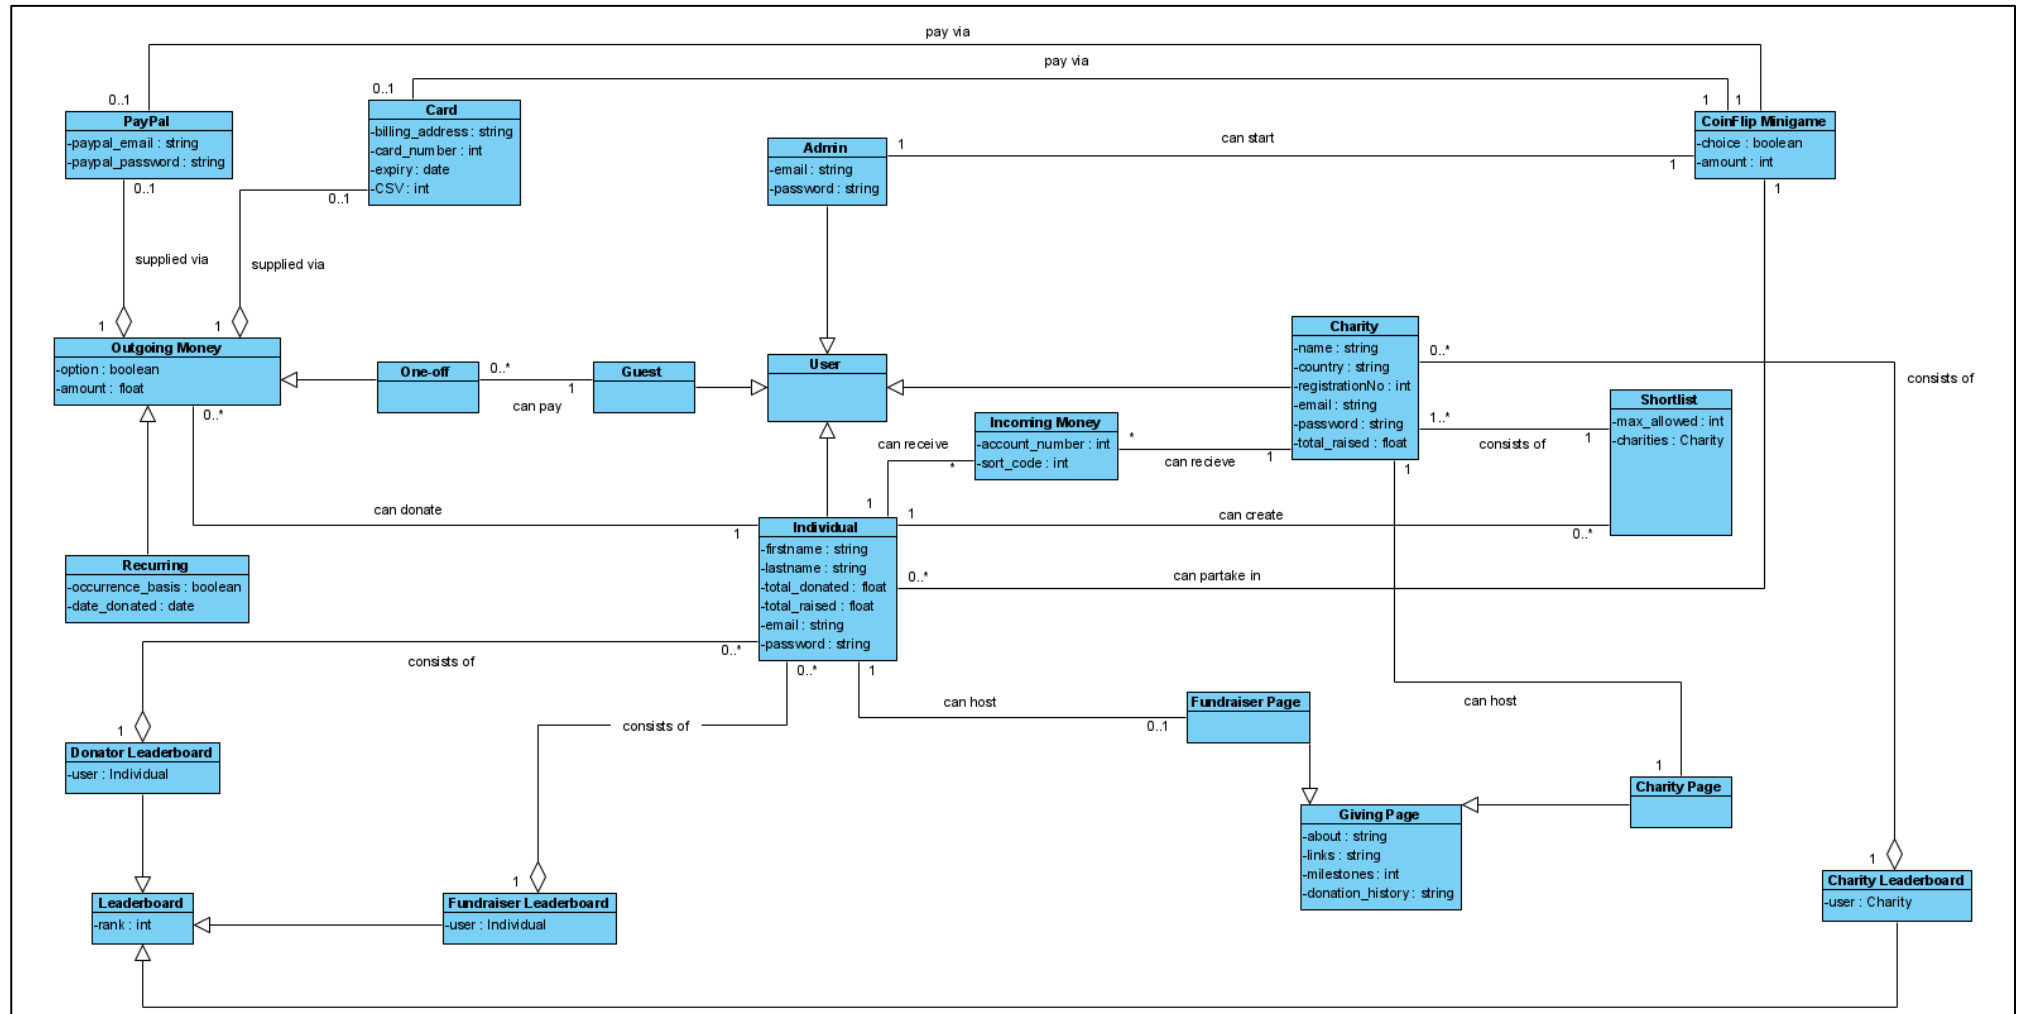 pay via
pay via
0..1
0..1
PayPal
-paypal_email : string
-paypal_password : string
0..1
Card
-billing_address : string
-card_number : int
-expiry : date
-CSV : int
0..1
Admin
-email : string
-password : string
1
can start
1
1
1
CoinFlip Minigame
-choice : boolean
-amount : int
1
supplied via
supplied via
1
1
Outgoing Money
-option : boolean
-amount : float
0..*
One-off
0..*
can pay
1
Guest
User
Charity
-name : string
-country : string
-registrationNo : int
-email : string
-password : string
-total_raised : float
0..*
consists of
1..*
consists of
1
Shortlist
-max_allowed : int
-charities : Charity
Incoming Money
-account_number : int
-sort_code : int
can receive
*
*
can recieve
1
1
1
1
can donate
1
can create
0..*
Individual
-firstname : string
-lastname : string
-total_donated : float
-total_raised : float
-email : string
-password : string
0..*
can partake in
Recurring
-occurrence_basis : boolean
-date_donated : date
0..*
consists of
0..*
1
consists of
can host
0..1
Fundraiser Page
can host
1
1
Donator Leaderboard
-user : Individual
Charity Page
Giving Page
-about : string
-links : string
-milestones : int
-donation_history : string
1
Charity Leaderboard
-user : Charity
1
Leaderboard
-rank : int
Fundraiser Leaderboard
-user : Individual